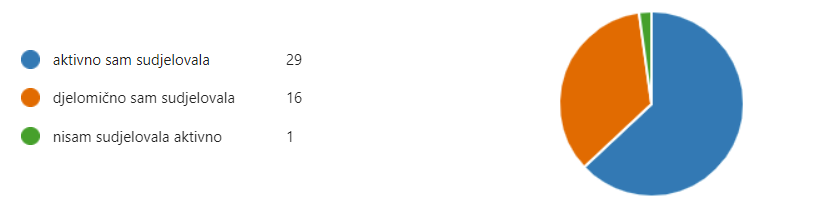 aktivno sam sudjelovala 29
djelomično sam sudjelovala 16
nisam sudjelovala aktivno 1